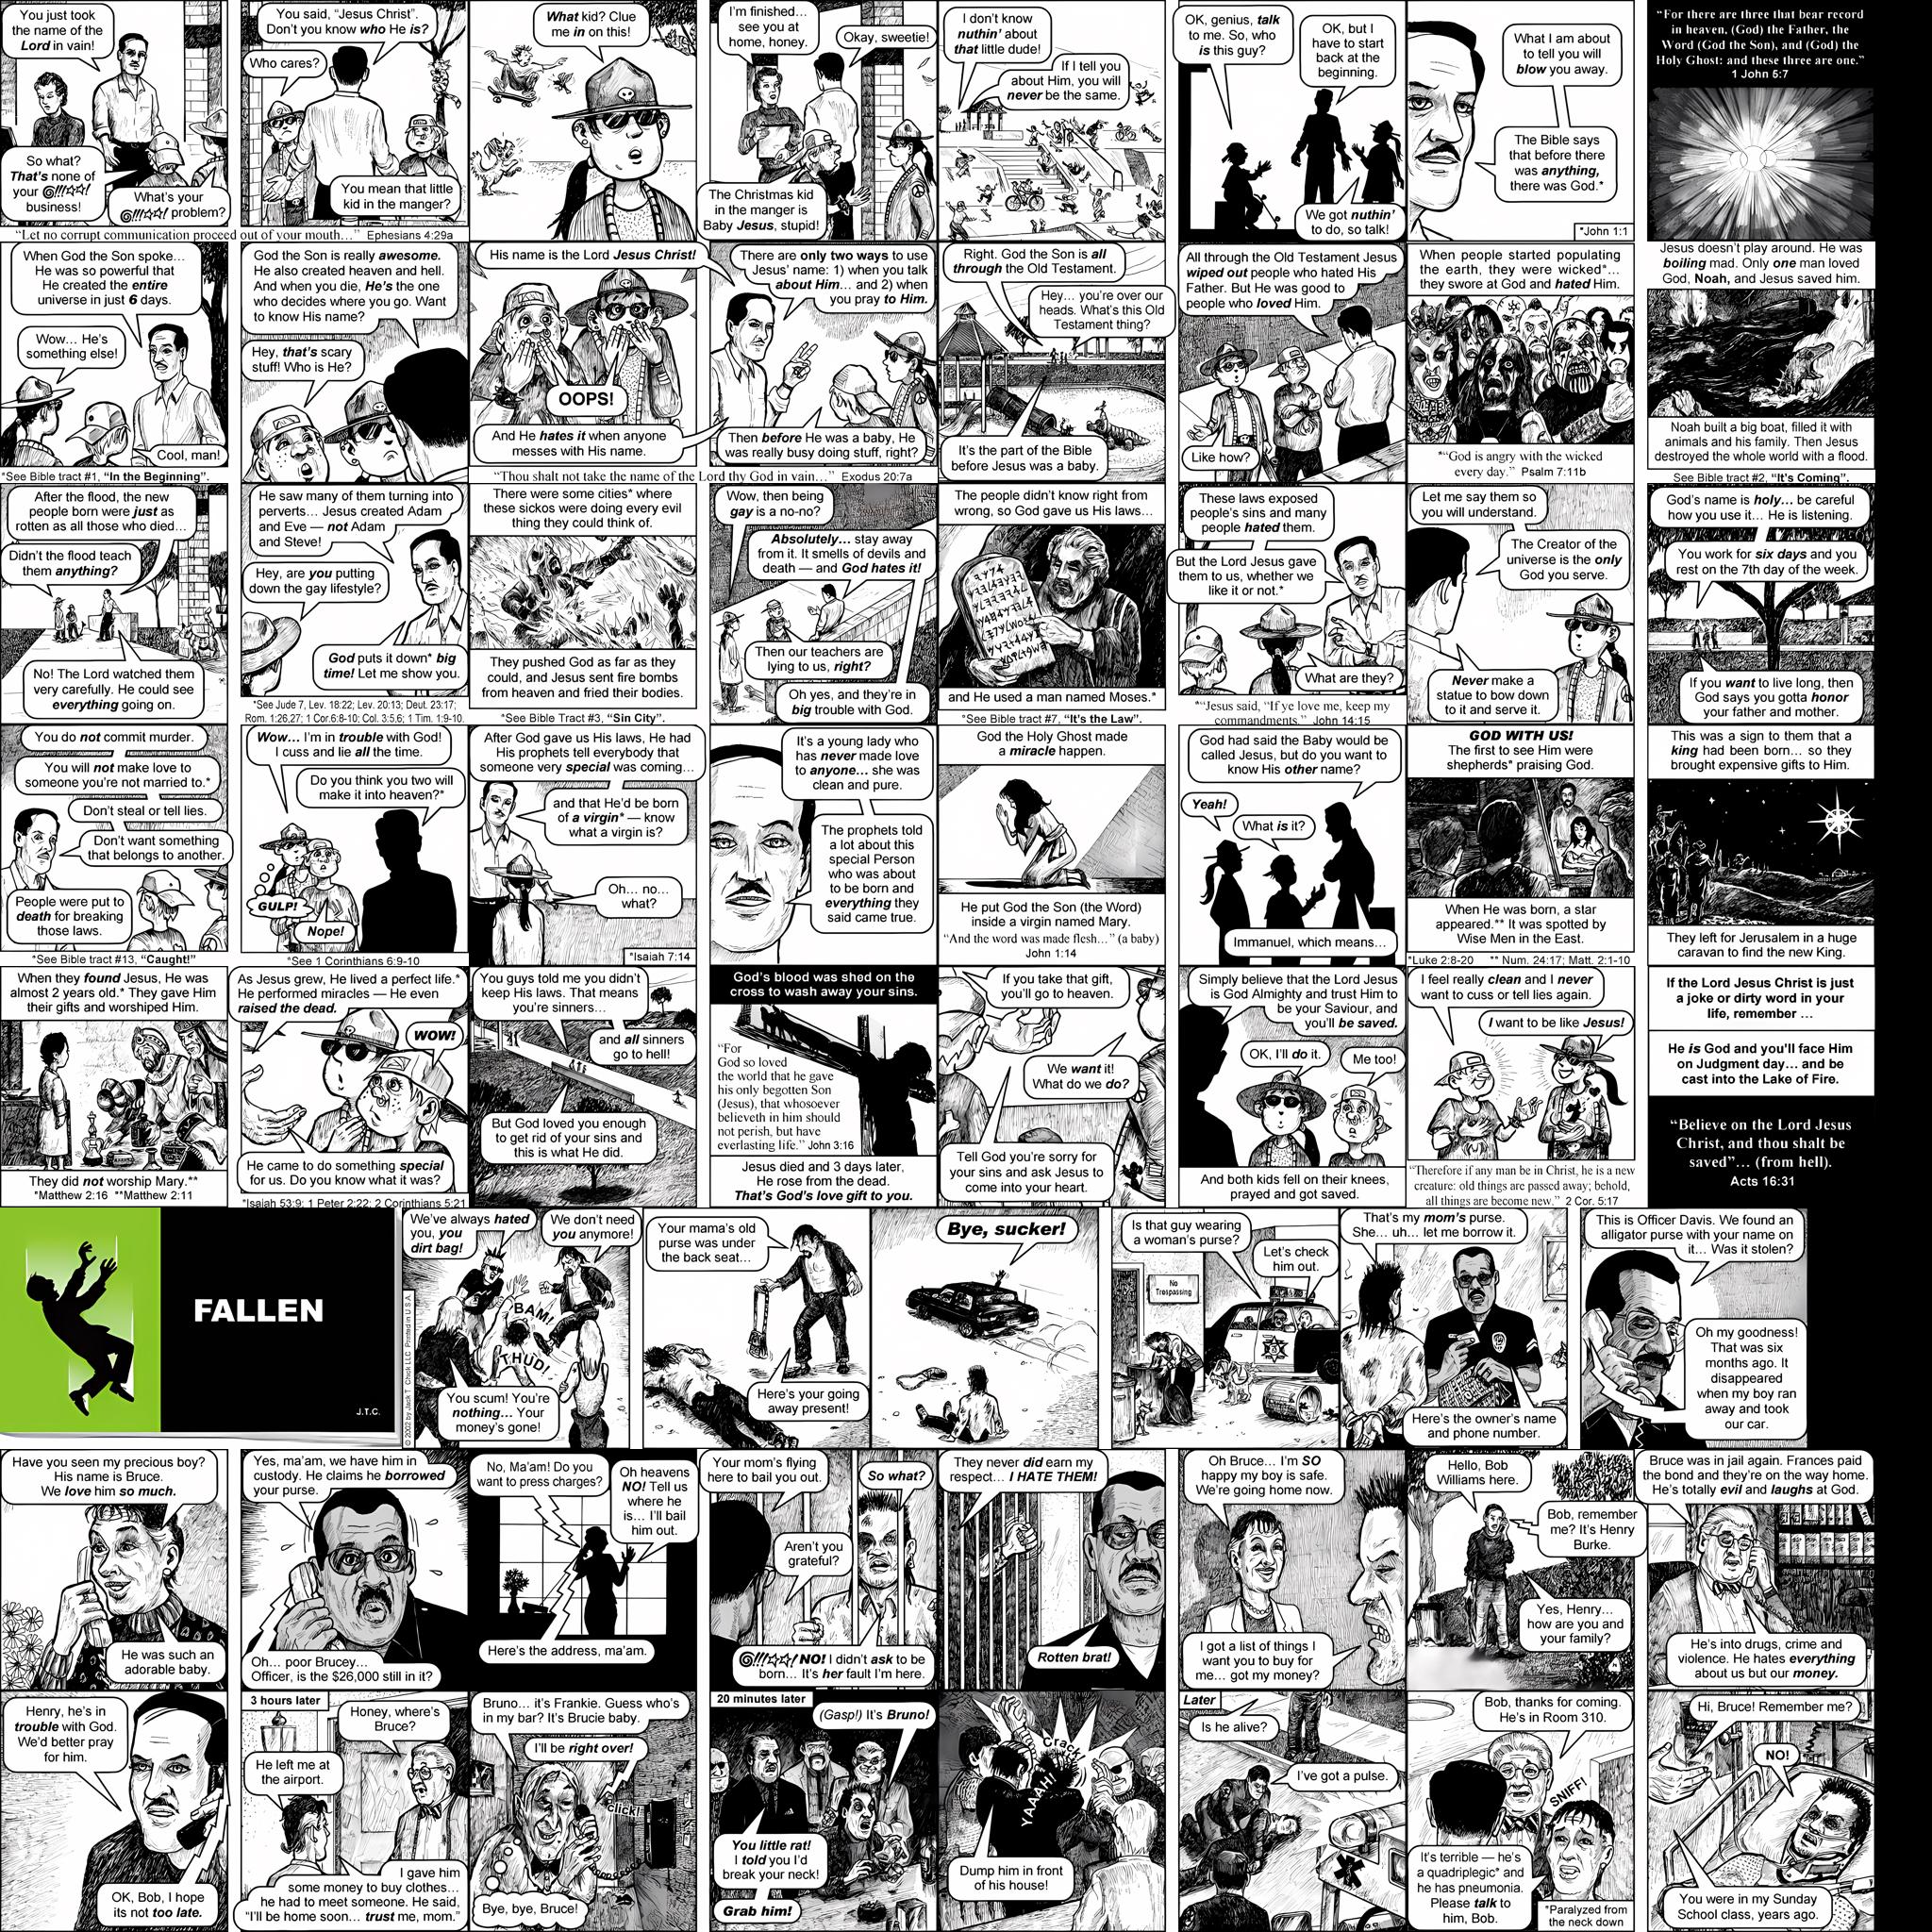 You just took
the name of the
Lord in vain!
So what?
That's none of
your @!!!☆☆!
business!
What's your
@!!!☆☆! problem?
You said, "Jesus Christ".
Don't you know who He is?
Who cares?
You mean that little
kid in the manger?
"Let no corrupt communication proceed out of your mouth…" Ephesians 4:29a
What kid? Clue
me in on this!
I'm finished…
see you at
home, honey.
Okay, sweetie!
The Christmas kid
in the manger is
Baby Jesus, stupid!
I don't know
nuthin' about
that little dude!
If I tell you
about Him, you will
never be the same.
OK, genius, talk
to me. So, who
is this guy?
OK, but I
have to start
back at the
beginning.
We got nuthin'
to do, so talk!
What I am about
to tell you will
blow you away.
The Bible says
that before there
was anything,
there was God.*
*John 1:1
"For there are three that bear record
in heaven, (God) the Father, the
Word (God the Son), and (God) the
Holy Ghost: and these three are one."
1 John 5:7
When God the Son spoke…
He was so powerful that
He created the entire
universe in just 6 days.
Wow… He's
something else!
Cool, man!
*See Bible tract #1, "In the Beginning".
God the Son is really awesome.
He also created heaven and hell.
And when you die, He's the one
who decides where you go. Want
to know His name?
Hey, that's scary
stuff! Who is He?
His name is the Lord Jesus Christ!
OOPS!
And He hates it when anyone
messes with His name.
There are only two ways to use
Jesus' name: 1) when you talk
about Him… and 2) when
you pray to Him.
Then before He was a baby, He
was really busy doing stuff, right?
"Thou shalt not take the name of the Lord thy God in vain…" Exodus 20:7a
Right. God the Son is all
through the Old Testament.
Hey… you're over our
heads. What's this Old
Testament thing?
It's the part of the Bible
before Jesus was a baby.
All through the Old Testament Jesus
wiped out people who hated His
Father. But He was good to
people who loved Him.
Like how?
When people started populating
the earth, they were wicked*…
they swore at God and hated Him.
*"God is angry with the wicked
every day." Psalm 7:11b
Jesus doesn't play around. He was
boiling mad. Only one man loved
God, Noah, and Jesus saved him.
Noah built a big boat, filled it with
animals and his family. Then Jesus
destroyed the whole world with a flood.
See Bible tract #2, "It's Coming".
After the flood, the new
people born were just as
rotten as all those who died…
Didn't the flood teach
them anything?
No! The Lord watched them
very carefully. He could see
everything going on.
He saw many of them turning into
perverts… Jesus created Adam
and Eve — not Adam
and Steve!
Hey, are you putting
down the gay lifestyle?
God puts it down* big
time! Let me show you.
*See Jude 7, Lev. 18:22; Lev. 20:13; Deut. 23:17;
Rom. 1:26,27; 1 Cor.6:8-10; Col. 3:5,6; 1 Tim. 1:9-10.
There were some cities* where
these sickos were doing every evil
thing they could think of.
They pushed God as far as they
could, and Jesus sent fire bombs
from heaven and fried their bodies.
*See Bible Tract #3, "Sin City".
Wow, then being
gay is a no-no?
Absolutely… stay away
from it. It smells of devils and
death — and God hates it!
Then our teachers are
lying to us, right?
Oh yes, and they're in
big trouble with God.
The people didn't know right from
wrong, so God gave us His laws…
and He used a man named Moses.*
*See Bible tract #7, "It's the Law".
These laws exposed
people's sins and many
people hated them.
But the Lord Jesus gave
them to us, whether we
like it or not.*
What are they?
*"Jesus said, "If ye love me, keep my
commandments." John 14:15
Let me say them so
you will understand.
The Creator of the
universe is the only
God you serve.
Never make a
statue to bow down
to it and serve it.
God's name is holy… be careful
how you use it… He is listening.
You work for six days and you
rest on the 7th day of the week.
If you want to live long, then
God says you gotta honor
your father and mother.
You do not commit murder.
You will not make love to
someone you're not married to.*
Don't steal or tell lies.
Don't want something
that belongs to another.
People were put to
death for breaking
those laws.
*See Bible tract #13, "Caught!"
Wow… I'm in trouble with God!
I cuss and lie all the time.
Do you think you two will
make it into heaven?*
GULP!
Nope!
*See 1 Corinthians 6:9-10
After God gave us His laws, He had
His prophets tell everybody that
someone very special was coming…
and that He'd be born
of a virgin* — know
what a virgin is?
Oh… no…
what?
*Isaiah 7:14
It's a young lady who
has never made love
to anyone… she was
clean and pure.
The prophets told
a lot about this
special Person
who was about
to be born and
everything they
said came true.
God the Holy Ghost made
a miracle happen.
He put God the Son (the Word)
inside a virgin named Mary.
"And the word was made flesh…" (a baby)
John 1:14
God had said the Baby would be
called Jesus, but do you want to
know His other name?
Yeah!
What is it?
Immanuel, which means…
GOD WITH US!
The first to see Him were
shepherds* praising God.
When He was born, a star
appeared.** It was spotted by
Wise Men in the East.
*Luke 2:8-20 ** Num. 24:17; Matt. 2:1-10
This was a sign to them that a
king had been born… so they
brought expensive gifts to Him.
They left for Jerusalem in a huge
caravan to find the new King.
When they found Jesus, He was
almost 2 years old.* They gave Him
their gifts and worshiped Him.
They did not worship Mary.**
*Matthew 2:16 **Matthew 2:11
As Jesus grew, He lived a perfect life.*
He performed miracles — He even
raised the dead.
WOW!
He came to do something special
for us. Do you know what it was?
*Isaiah 53:9; 1 Peter 2:22; 2 Corinthians 5:21
You guys told me you didn't
keep His laws. That means
you're sinners…
and all sinners
go to hell!
But God loved you enough
to get rid of your sins and
this is what He did.
God's blood was shed on the
cross to wash away your sins.
"For
God so loved
the world that he gave
his only begotten Son
(Jesus), that whosoever
believeth in him should
not perish, but have
everlasting life." John 3:16
Jesus died and 3 days later,
He rose from the dead.
That's God's love gift to you.
If you take that gift,
you'll go to heaven.
We want it!
What do we do?
Tell God you're sorry for
your sins and ask Jesus to
come into your heart.
Simply believe that the Lord Jesus
is God Almighty and trust Him to
be your Saviour, and
you'll be saved.
OK, I'll do it.
Me too!
And both kids fell on their knees,
prayed and got saved.
I feel really clean and I never
want to cuss or tell lies again.
I want to be like Jesus!
"Therefore if any man be in Christ, he is a new
creature: old things are passed away; behold,
all things are become new." 2 Cor. 5:17
If the Lord Jesus Christ is just
a joke or dirty word in your
life, remember …
He is God and you'll face Him
on Judgment day… and be
cast into the Lake of Fire.
"Believe on the Lord Jesus
Christ, and thou shalt be
saved"… (from hell).
Acts 16:31
FALLEN
J.T.C.
© 2002 by Jack T. Chick LLC. Printed in U.S.A.
We've always hated
you, you
dirt bag!
We don't need
you anymore!
BAM!
THUD!
You scum! You're
nothing… Your
money's gone!
Your mama's old
purse was under
the back seat…
Here's your going
away present!
Bye, sucker!
Is that guy wearing
a woman's purse?
Let's check
him out.
No
Trespassing
That's my mom's purse.
She… uh… let me borrow it.
Here's the owner's name
and phone number.
This is Officer Davis. We found an
alligator purse with your name on
it… Was it stolen?
Oh my goodness!
That was six
months ago. It
disappeared
when my boy ran
away and took
our car.
Have you seen my precious boy?
His name is Bruce.
We love him so much.
He was such an
adorable baby.
Yes, ma'am, we have him in
custody. He claims he borrowed
your purse.
Oh… poor Brucey…
Officer, is the $26,000 still in it?
No, Ma'am! Do you
want to press charges?
Oh heavens
NO! Tell us
where he
is… I'll bail
him out.
Here's the address, ma'am.
Your mom's flying
here to bail you out.
So what?
Aren't you
grateful?
@!!!☆☆! NO! I didn't ask to be
born… It's her fault I'm here.
They never did earn my
respect… I HATE THEM!
Rotten brat!
Oh Bruce… I'm SO
happy my boy is safe.
We're going home now.
I got a list of things I
want you to buy for
me… got my money?
Hello, Bob
Williams here.
Bob, remember
me? It's Henry
Burke.
Yes, Henry…
how are you and
your family?
Bruce was in jail again. Frances paid
the bond and they're on the way home.
He's totally evil and laughs at God.
He's into drugs, crime and
violence. He hates everything
about us but our money.
Henry, he's in
trouble with God.
We'd better pray
for him.
OK, Bob, I hope
its not too late.
3 hours later
Honey, where's
Bruce?
He left me at
the airport.
I gave him
some money to buy clothes…
he had to meet someone. He said,
"I'll be home soon… trust me, mom."
Bruno… it's Frankie. Guess who's
in my bar? It's Brucie baby.
I'll be right over!
click!
Bye, bye, Bruce!
20 minutes later
(Gasp!) It's Bruno!
You little rat!
I told you I'd
break your neck!
Grab him!
Crack!
YAAAH!
Dump him in front
of his house!
Later
Is he alive?
I've got a pulse.
Bob, thanks for coming.
He's in Room 310.
SNIFF!
It's terrible — he's
a quadriplegic* and
he has pneumonia.
Please talk to
him, Bob.
*Paralyzed from
the neck down
Hi, Bruce! Remember me?
NO!
You were in my Sunday
School class, years ago.